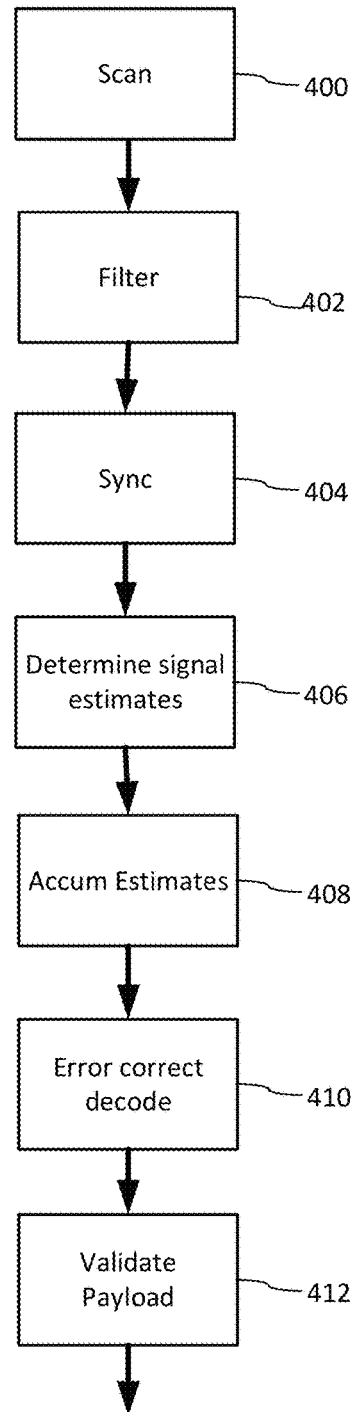 Scan
400
Filter
402
Sync
404
Determine signal
estimates
406
Accum Estimates
408
Error correct
decode
410
Validate
Payload
412